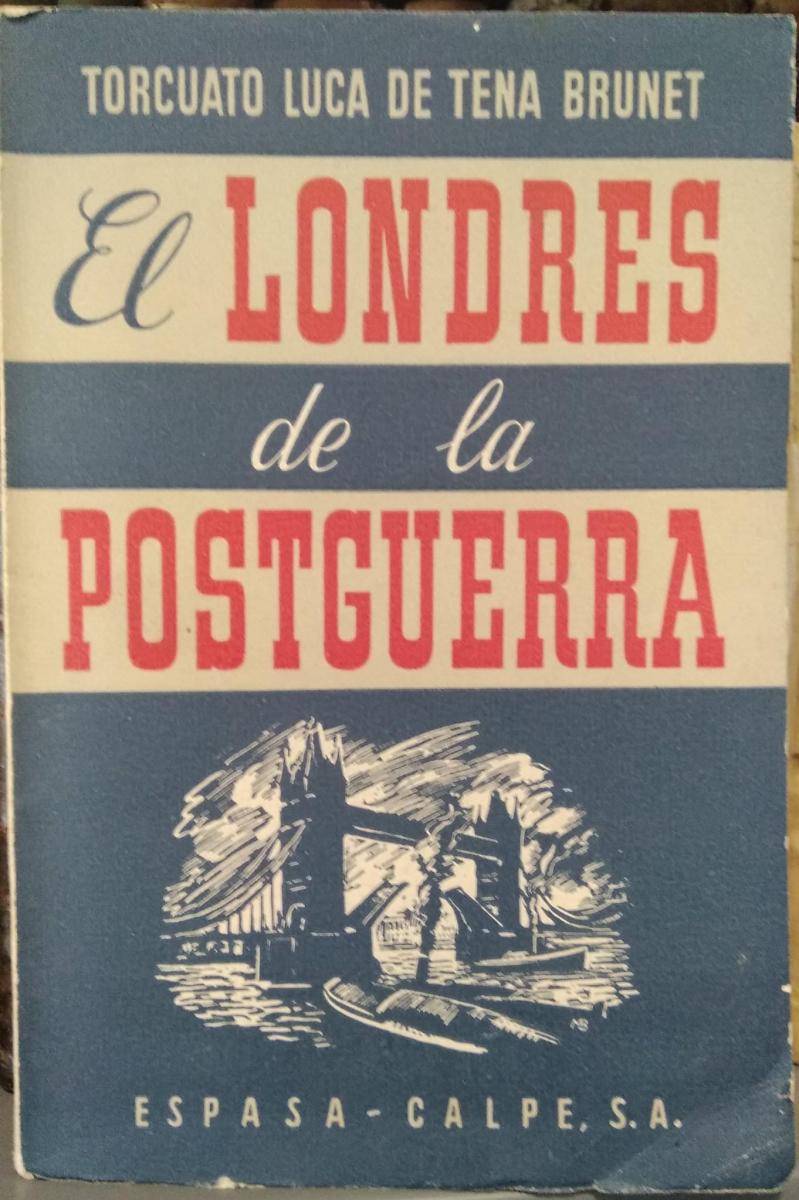 TORCUATO LUCA DE TENA BRUNET
El LONDRES
de la
POSTGUERRA
ESPASA - CALPE, S.A.